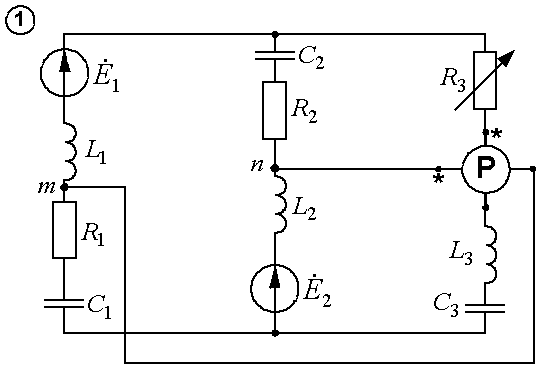 1
Ė₁
C₂
R₃
R₂
*
L₁
n
P
m
*
R₁
L₂
L₃
C₁
Ė₂
C₃